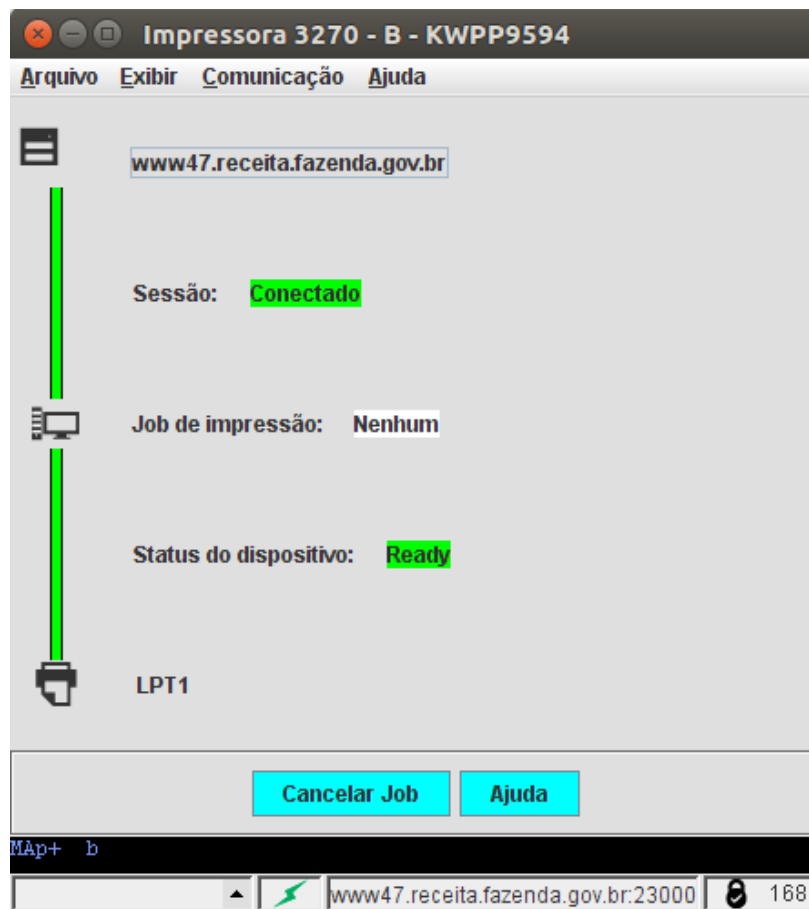 Impressora 3270 - B - KWPP9594
Arquivo Exibir Comunicação Ajuda
www47.receita.fazenda.gov.br
Sessão: Conectado
Job de impressão: Nenhum
Status do dispositivo: Ready
LPT1
Cancelar Job Ajuda
MAp+ b
www47.receita.fazenda.gov.br:23000 168